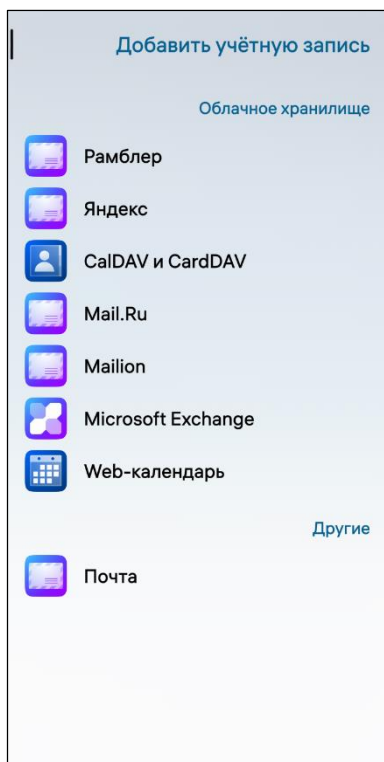 Добавить учётную запись
Облачное хранилище
Рамблер
Яндекс
CalDAV и CardDAV
Mail.Ru
Mailion
Microsoft Exchange
Web-календарь
Другие
Почта